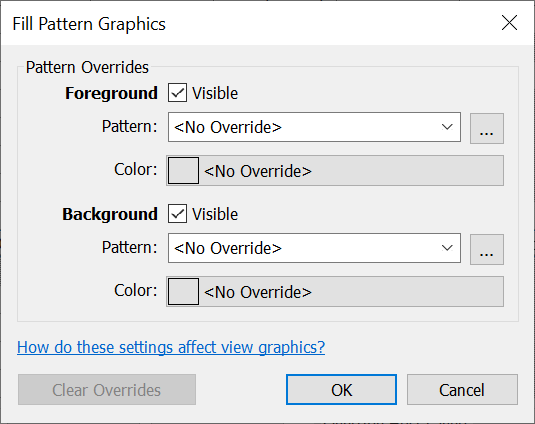 Fill Pattern Graphics
Pattern Overrides
Foreground Visible
Pattern: <No Override> ...
Color: <No Override>
Background Visible
Pattern: <No Override> ...
Color: <No Override>
How do these settings affect view graphics?
Clear Overrides OK Cancel